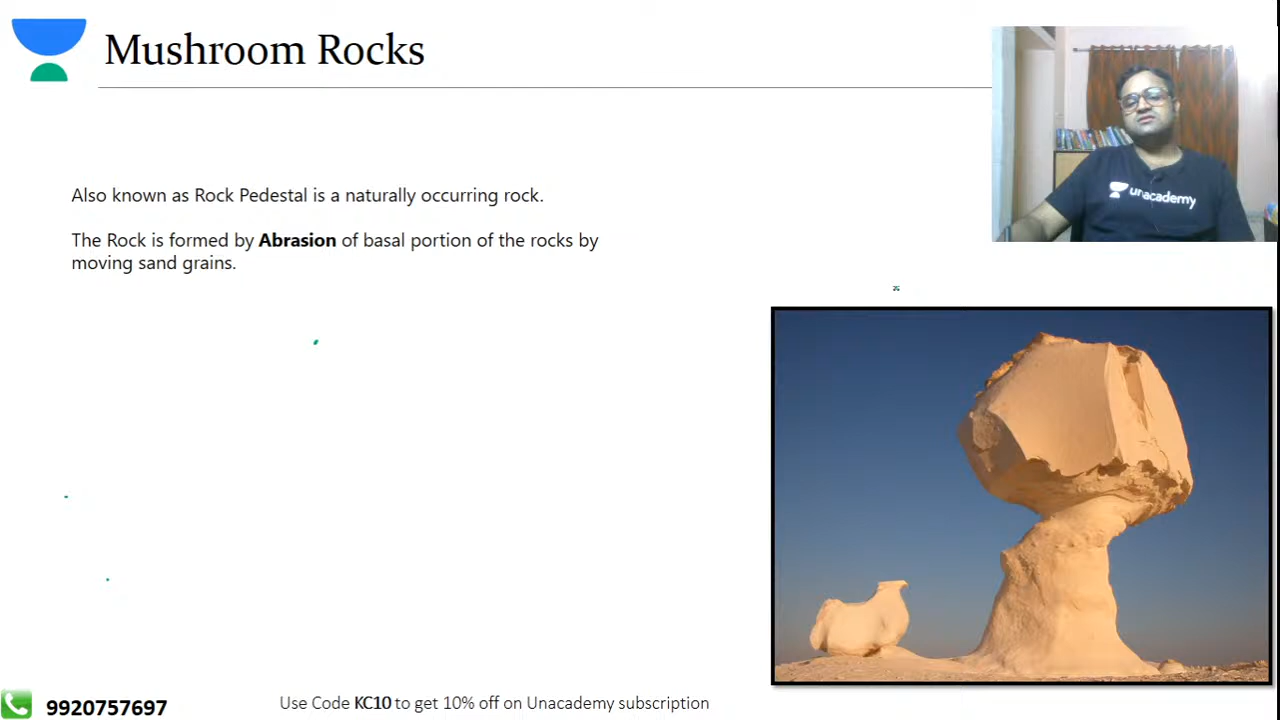 Mushroom Rocks
unacademy
Also known as Rock Pedestal is a naturally occurring rock.
The Rock is formed by Abrasion of basal portion of the rocks by
moving sand grains.
9920757697
Use Code KC10 to get 10% off on Unacademy subscription